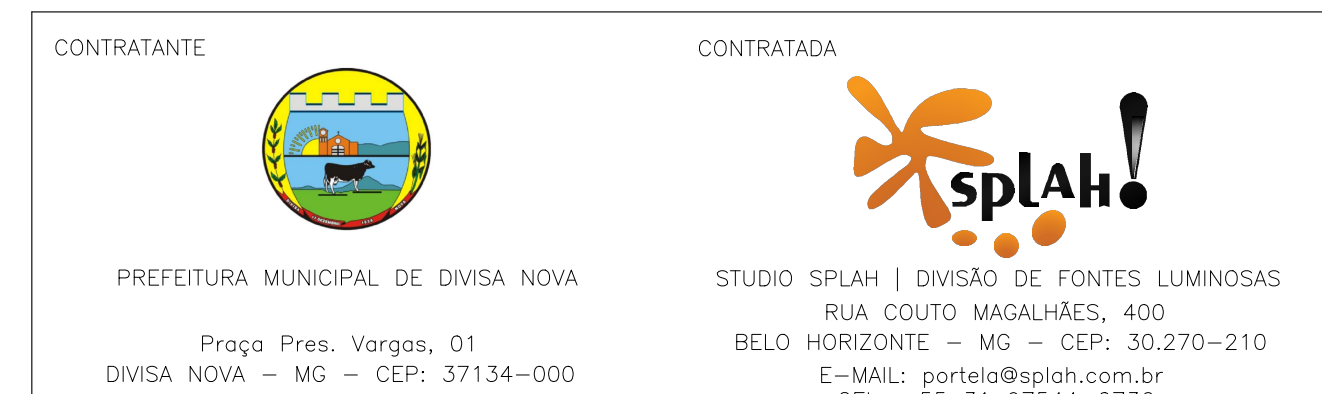 CONTRATANTE
PREFEITURA MUNICIPAL DE DIVISA NOVA
Praça Pres. Vargas, 01
DIVISA NOVA – MG – CEP: 37134–000
CONTRATADA
splAh!
STUDIO SPLAH | DIVISÃO DE FONTES LUMINOSAS
RUA COUTO MAGALHÃES, 400
BELO HORIZONTE – MG – CEP: 30.270–210
E–MAIL: portela@splah.com.br